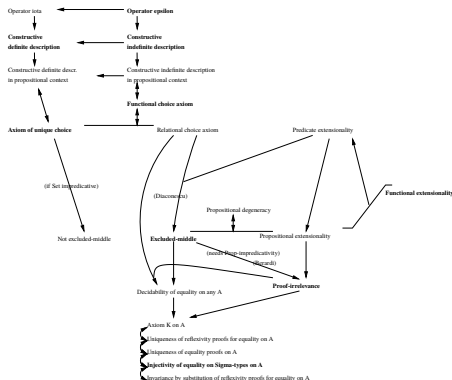 Operator iota
Operator epsilon
Constructive
definite description
Constructive
indefinite description
Constructive definite descr.
in propositional context
Constructive indefinite description
in propositional context
Functional choice axiom
Axiom of unique choice
Relational choice axiom
Predicate extensionality
(if Set impredicative)
(Diaconescu)
Functional extensionality
Propositional degeneracy
Not excluded-middle
Excluded-middle
Propositional extensionality
(needs Prop-impredicativity)
(Berardi)
Proof-irrelevance
Decidability of equality on any A
Axiom K on A
Uniqueness of reflexivity proofs for equality on A
Uniqueness of equality proofs on A
Injectivity of equality on Sigma-types on A
Invariance by substitution of reflexivity proofs for equality on A